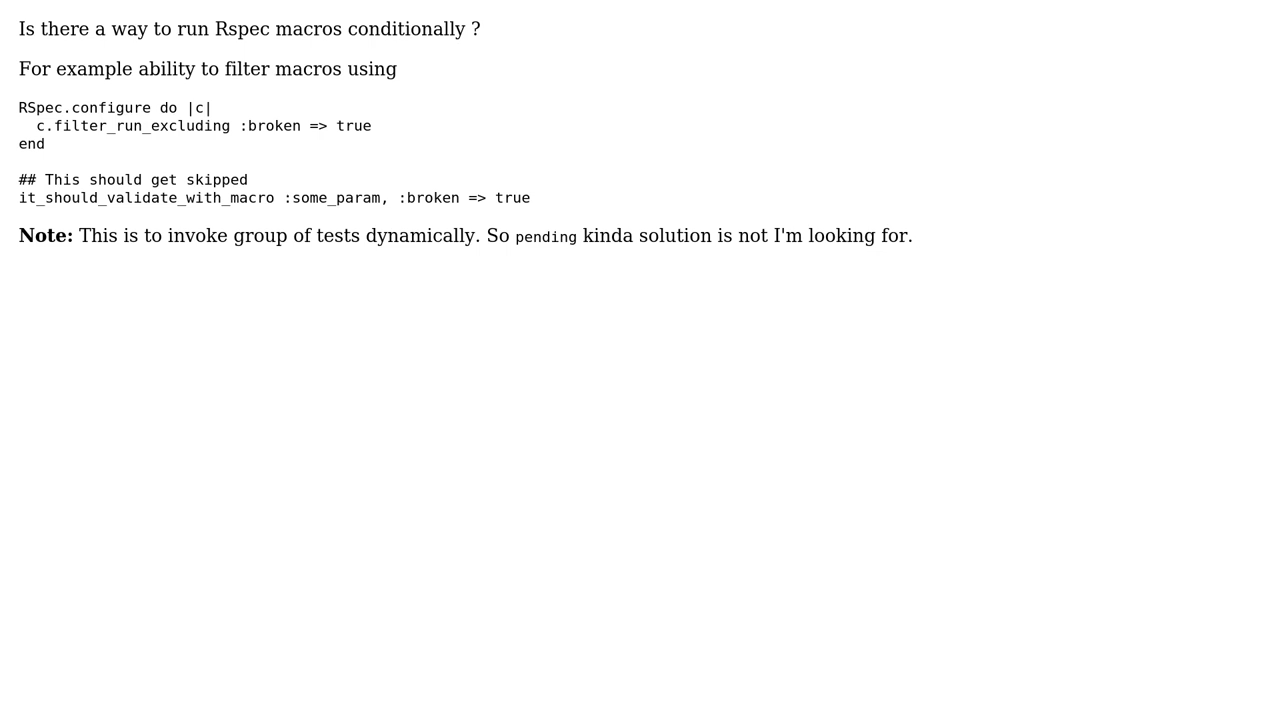 Is there a way to run Rspec macros conditionally ?
For example ability to filter macros using
RSpec.configure do |c|
  c.filter_run_excluding :broken => true
end
## This should get skipped
it_should_validate_with_macro :some_param, :broken => true
Note: This is to invoke group of tests dynamically. So pending kinda solution is not I'm looking for.